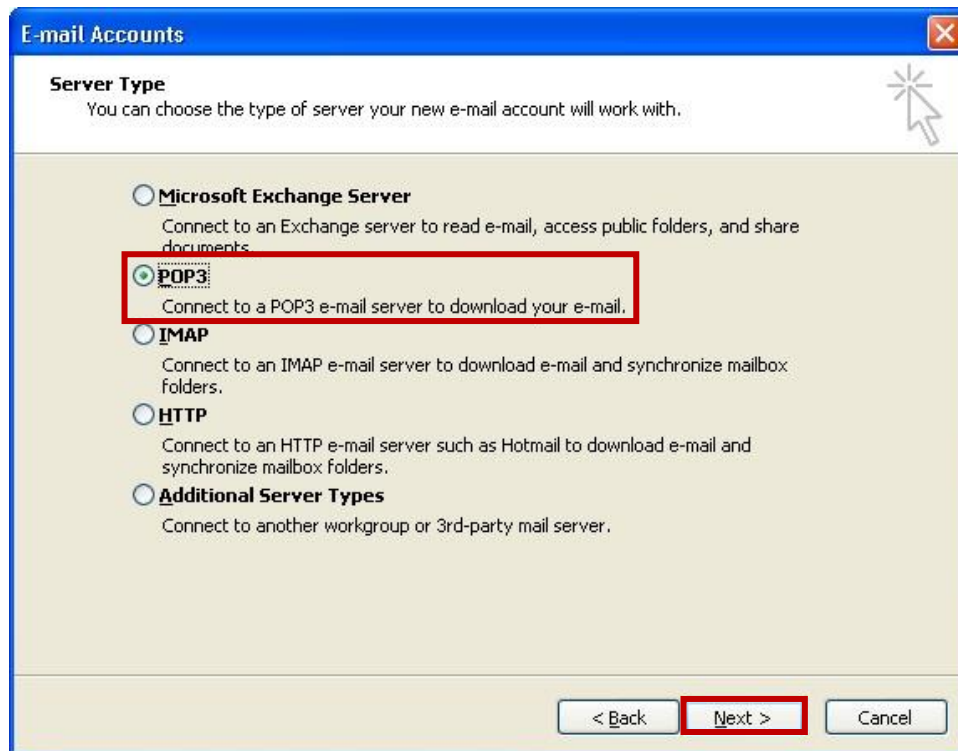 E-mail Accounts
Server Type
You can choose the type of server your new e-mail account will work with.
Microsoft Exchange Server
Connect to an Exchange server to read e-mail, access public folders, and share
documents.
POP3
Connect to a POP3 e-mail server to download your e-mail.
IMAP
Connect to an IMAP e-mail server to download e-mail and synchronize mailbox
folders.
HTTP
Connect to an HTTP e-mail server such as Hotmail to download e-mail and
synchronize mailbox folders.
Additional Server Types
Connect to another workgroup or 3rd-party mail server.
< Back Next > Cancel